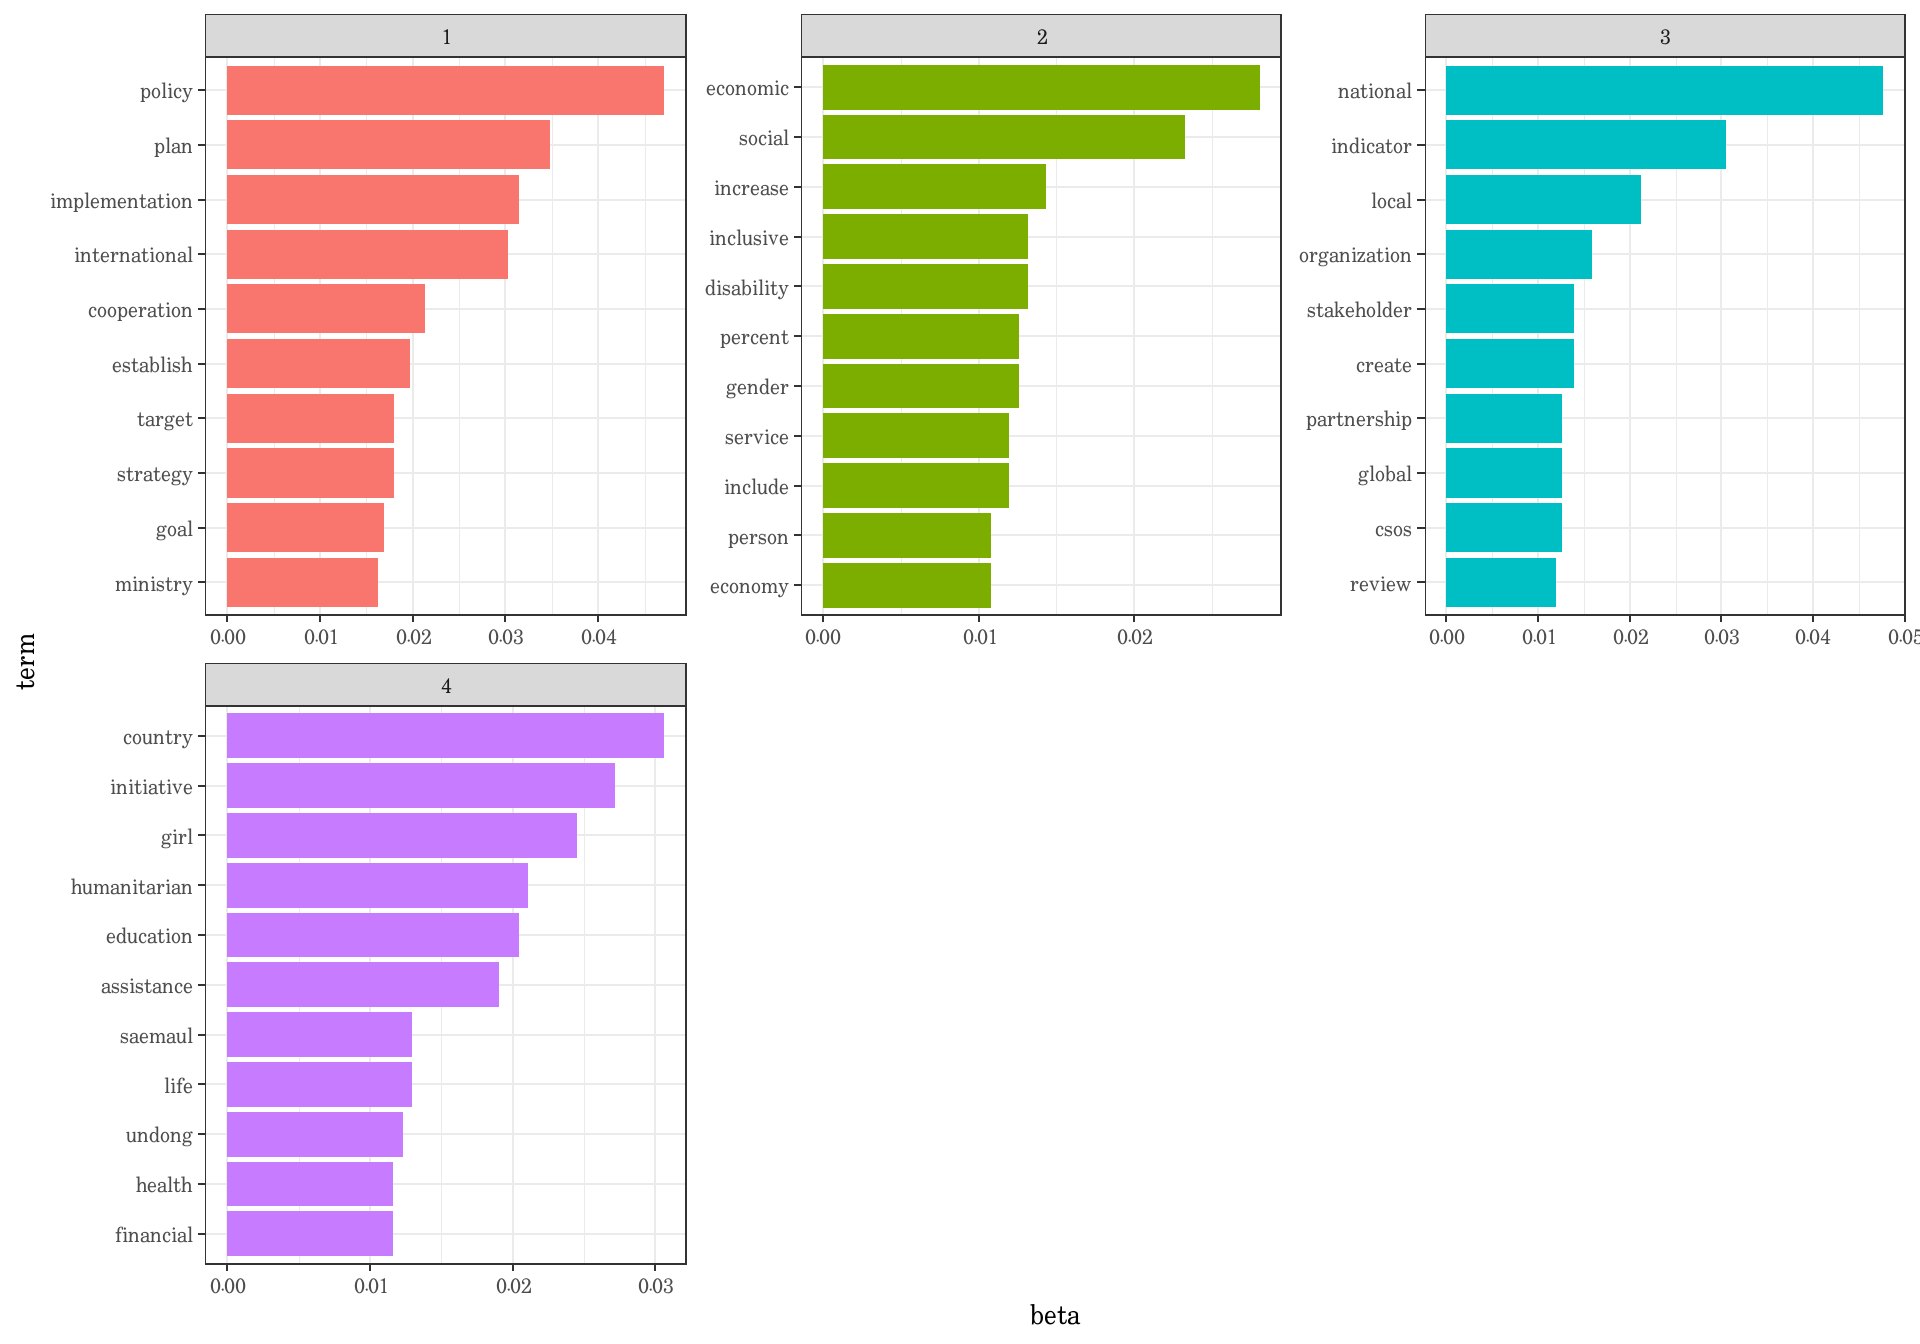 1
policy
plan
implementation
international
cooperation
establish
target
strategy
goal
ministry
0.00 0.01 0.02 0.03 0.04
2
economic
social
increase
inclusive
disability
percent
gender
service
include
person
economy
0.00 0.01 0.02
3
national
indicator
local
organization
stakeholder
create
partnership
global
csos
review
0.00 0.01 0.02 0.03 0.04 0.05
term
4
country
initiative
girl
humanitarian
education
assistance
saemaul
life
undong
health
financial
0.00 0.01 0.02 0.03
beta